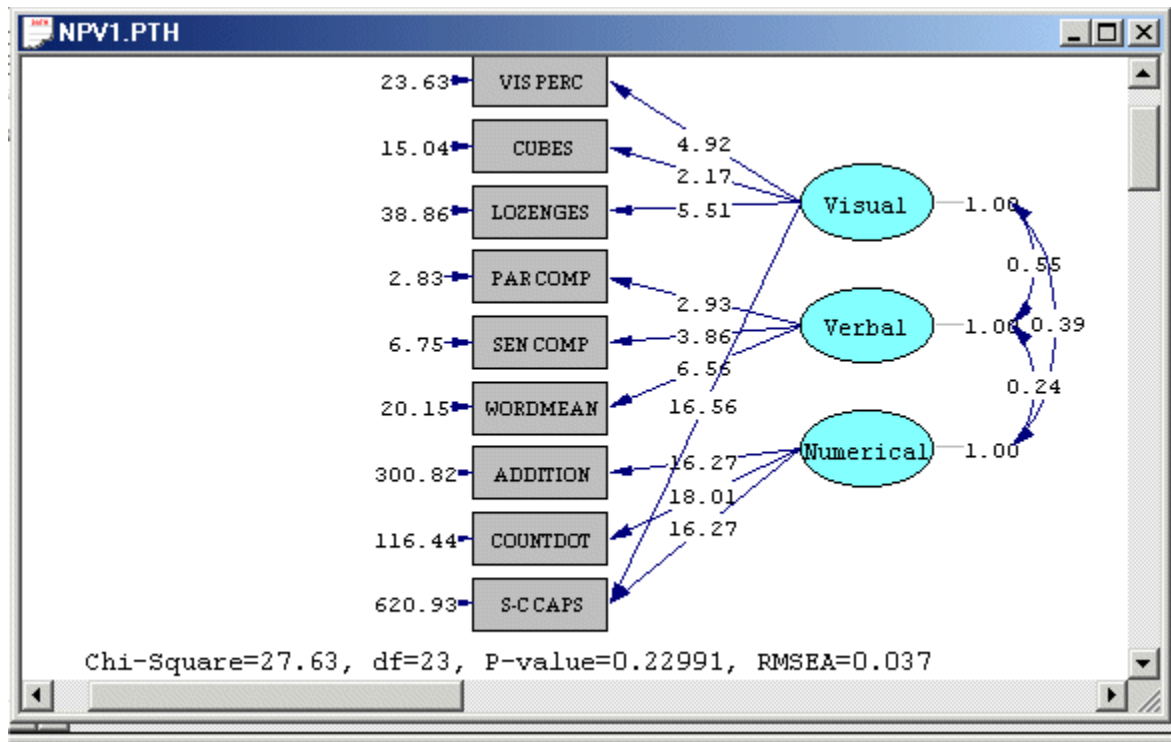 NPV1.PTH
23.63 VIS PERC
4.92
15.04 CUBES
2.17
Visual 1.00
38.86 LOZENGES
5.51
0.55
2.83 PAR COMP
2.93
Verbal 1.00
0.39
6.75 SEN COMP
3.86
6.56
0.24
20.15 WORDMEAN
16.56
Numerical 1.00
300.82 ADDITION
16.27
18.01
116.44 COUNTDOT
16.27
620.93 S-C CAPS
Chi-Square=27.63, df=23, P-value=0.22991, RMSEA=0.037